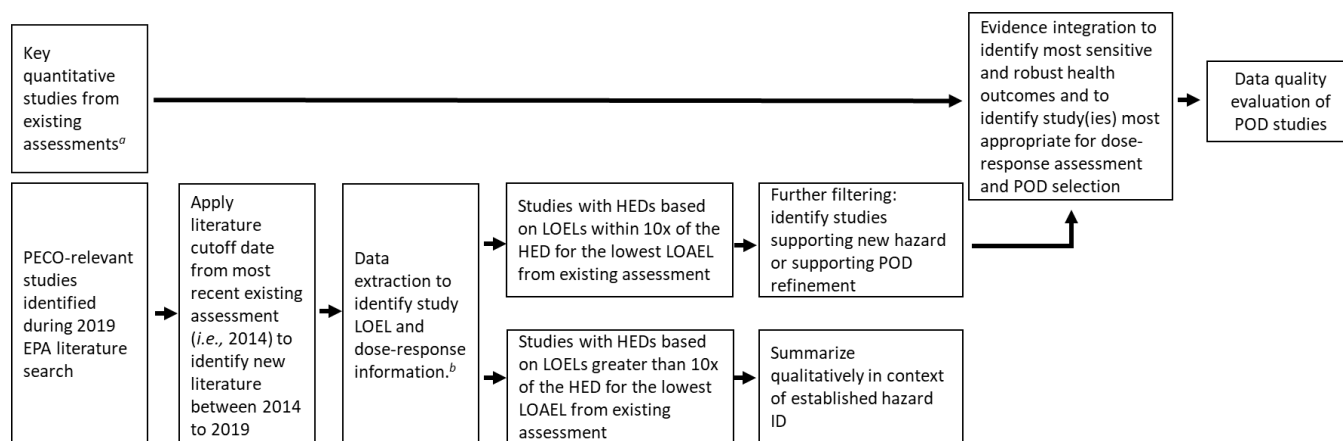 Key
quantitative
studies from
existing
assessmentsᵃ
Evidence integration to
identify most sensitive
and robust health
outcomes and to
identify study(ies) most
appropriate for dose-
response assessment
and POD selection
Data quality
evaluation of
POD studies
PECO-relevant
studies
identified
during 2019
EPA literature
search
Apply
literature
cutoff date
from most
recent existing
assessment
(i.e., 2014) to
identify new
literature
between 2014
to 2019
Data
extraction to
identify study
LOEL and
dose-response
information.ᵇ
Studies with HEDs based
on LOELs within 10x of the
HED for the lowest LOAEL
from existing assessment
Further filtering:
identify studies
supporting new hazard
or supporting POD
refinement
Studies with HEDs based
on LOELs greater than 10x
of the HED for the lowest
LOAEL from existing
assessment
Summarize
qualitatively in context
of established hazard
ID